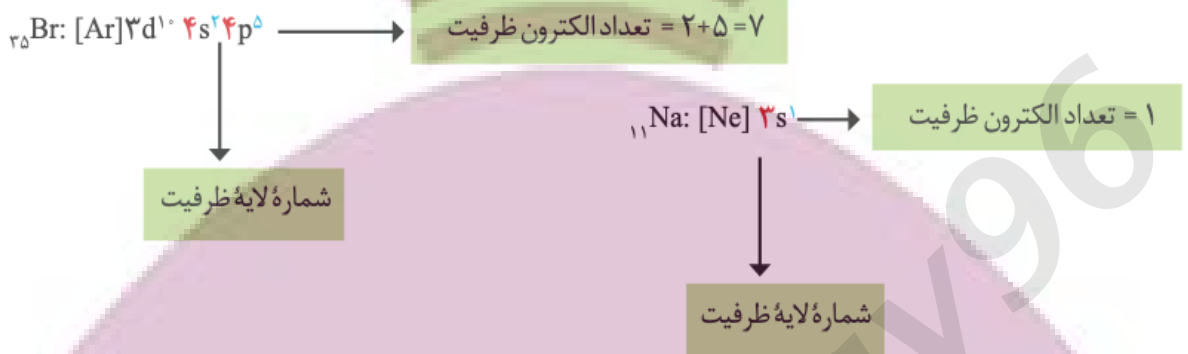 ₃₅Br: [Ar]۳d¹⁰ ۴s²۴p⁵
تعداد الکترون ظرفیت = ۲+۵=۷
شمارهٔ لایهٔ ظرفیت
₁₁Na: [Ne] ۳s¹
تعداد الکترون ظرفیت = ۱
شمارهٔ لایهٔ ظرفیت